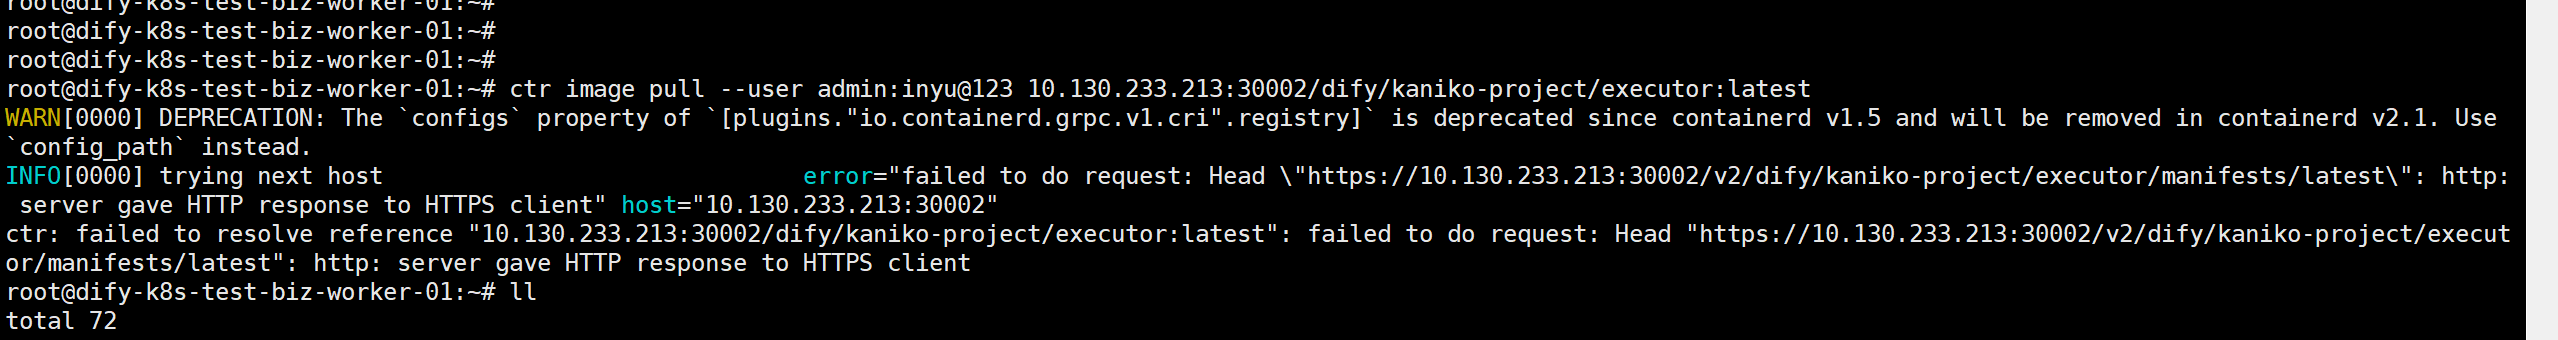 root@dify-k8s-test-biz-worker-01:~#
root@dify-k8s-test-biz-worker-01:~#
root@dify-k8s-test-biz-worker-01:~#
root@dify-k8s-test-biz-worker-01:~# ctr image pull --user admin:inyu@123 10.130.233.213:30002/dify/kaniko-project/executor:latest
WARN[0000] DEPRECATION: The `configs` property of `[plugins."io.containerd.grpc.v1.cri".registry]` is deprecated since containerd v1.5 and will be removed in containerd v2.1. Use
`config_path` instead.
INFO[0000] trying next host                              error="failed to do request: Head \"https://10.130.233.213:30002/v2/dify/kaniko-project/executor/manifests/latest\": http:
 server gave HTTP response to HTTPS client" host="10.130.233.213:30002"
ctr: failed to resolve reference "10.130.233.213:30002/dify/kaniko-project/executor:latest": failed to do request: Head "https://10.130.233.213:30002/v2/dify/kaniko-project/execut
or/manifests/latest": http: server gave HTTP response to HTTPS client
root@dify-k8s-test-biz-worker-01:~# ll
total 72